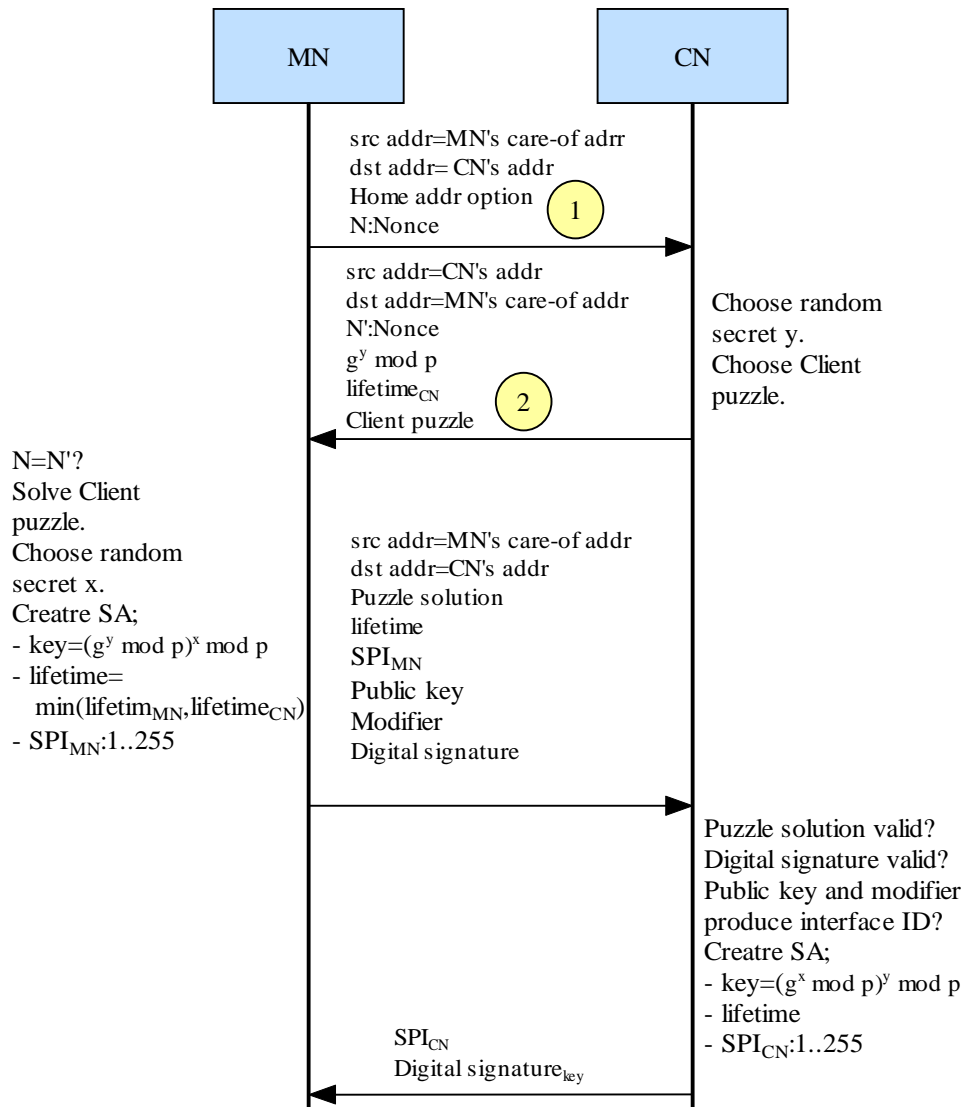 MN
CN
src addr=MN's care-of adrr
dst addr= CN's addr
Home addr option
N:Nonce
1
src addr=CN's addr
dst addr=MN's care-of addr
N':Nonce
g^y mod p
lifetime_CN
Client puzzle
2
Choose random
secret y.
Choose Client
puzzle.
N=N'?
Solve Client
puzzle.
Choose random
secret x.
Creatre SA;
- key=(g^y mod p)^x mod p
- lifetime=
min(lifetim_MN,lifetime_CN)
- SPI_MN:1..255
src addr=MN's care-of addr
dst addr=CN's addr
Puzzle solution
lifetime
SPI_MN
Public key
Modifier
Digital signature
Puzzle solution valid?
Digital signature valid?
Public key and modifier
produce interface ID?
Creatre SA;
- key=(g^x mod p)^y mod p
- lifetime
- SPI_CN:1..255
SPI_CN
Digital signature_key